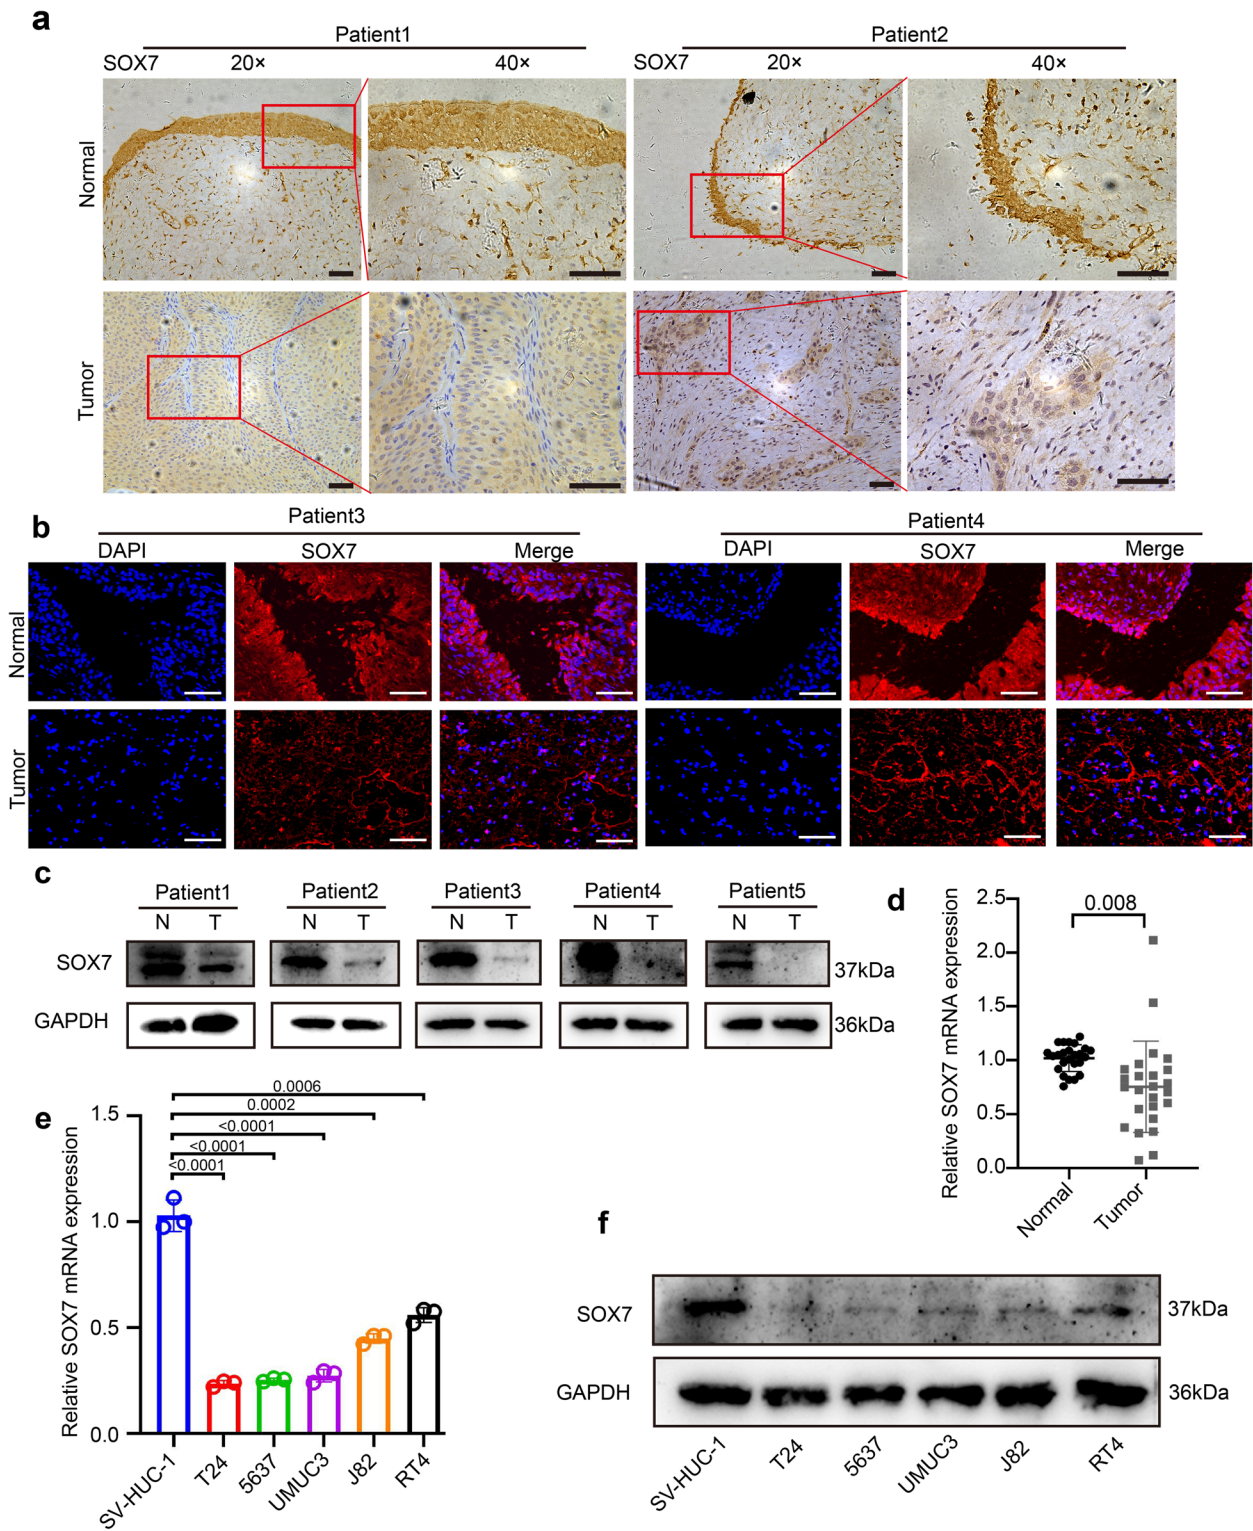 a
Patient1
Patient2
SOX7 20× 40×
SOX7 20× 40×
Normal
Tumor
b
Patient3
Patient4
DAPI SOX7 Merge
DAPI SOX7 Merge
Normal
Tumor
c
Patient1 Patient2 Patient3 Patient4 Patient5
N T N T N T N T N T
SOX7
37kDa
GAPDH
36kDa
d
Relative SOX7 mRNA expression
2.5
2.0
1.5
1.0
0.5
0.0
0.008
Normal
Tumor
e
Relative SOX7 mRNA expression
1.5
1.0
0.5
0.0
0.0006
0.0002
<0.0001
<0.0001
<0.0001
SV-HUC-1
T24
5637
UMUC3
J82
RT4
f
SOX7
37kDa
GAPDH
36kDa
SV-HUC-1
T24
5637
UMUC3
J82
RT4